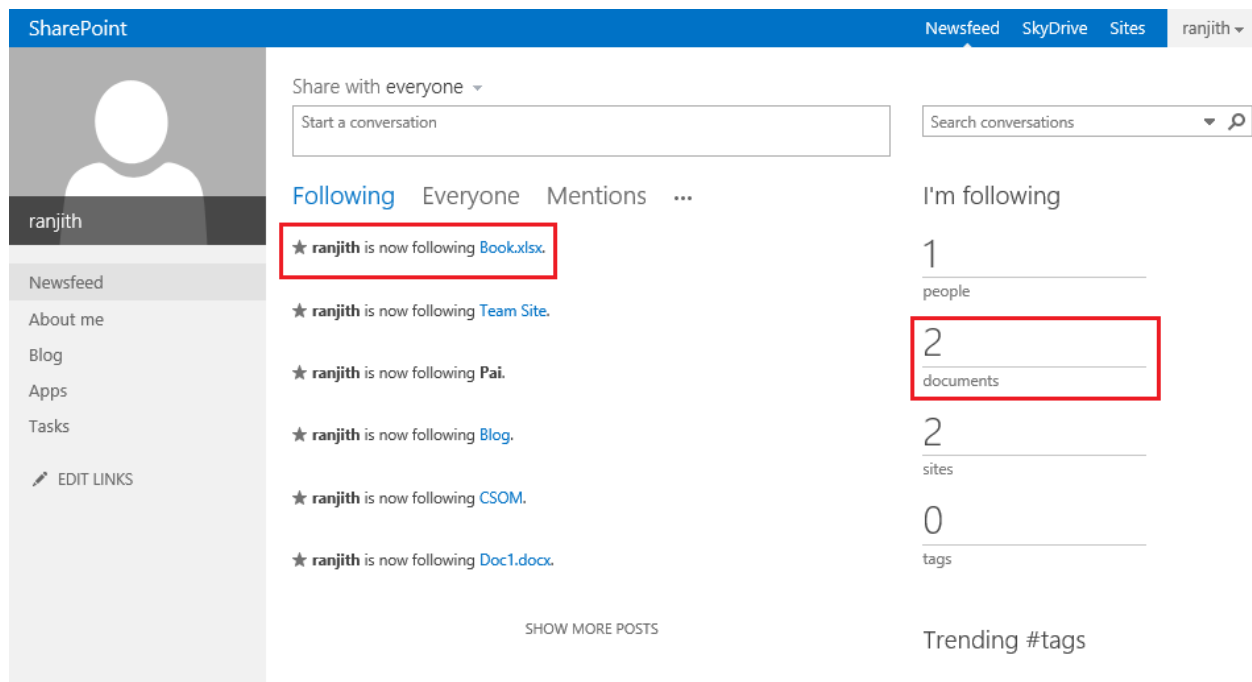 SharePoint
Newsfeed SkyDrive Sites ranjith
ranjith
Newsfeed
About me
Blog
Apps
Tasks
EDIT LINKS
Share with everyone
Start a conversation
Following Everyone Mentions ...
ranjith is now following Book.xlsx.
ranjith is now following Team Site.
ranjith is now following Pai.
ranjith is now following Blog.
ranjith is now following CSOM.
ranjith is now following Doc1.docx.
SHOW MORE POSTS
Search conversations
I'm following
1
people
2
documents
2
sites
0
tags
Trending #tags